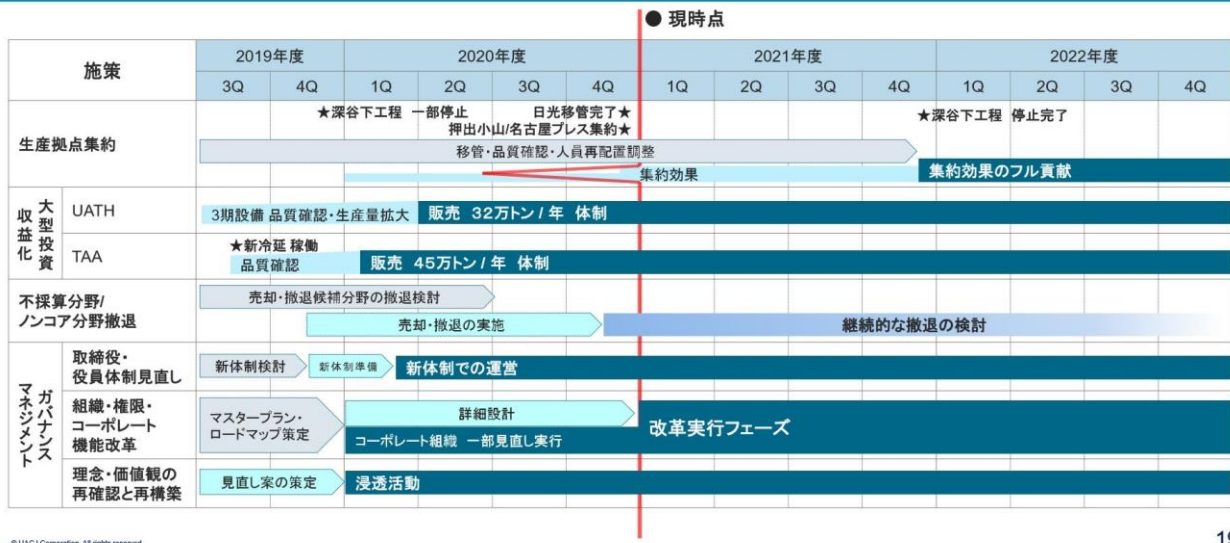 ● 現時点
施策
2019年度
2020年度
2021年度
2022年度
3Q
4Q
1Q
2Q
3Q
4Q
1Q
2Q
3Q
4Q
1Q
2Q
4Q
生産拠点集約
★深谷下工程 一部停止
日光移管完了★
押出小山/名古屋プレス集約★
★深谷下工程 停止完了
移管・品質確認・人員再配置調整
集約効果
集約効果のフル貢献
大型投資
収益化
UATH
3期設備 品質確認・生産量拡大
販売 32万トン / 年 体制
TAA
★新冷延 稼働
品質確認
販売 45万トン / 年 体制
不採算分野/
ノンコア分野撤退
売却・撤退候補分野の撤退検討
売却・撤退の実施
継続的な撤退の検討
ガバナンス
マネジメント
取締役・
役員体制見直し
新体制検討
新体制準備
新体制での運営
組織・権限・
コーポレート
機能改革
マスタープラン・
ロードマップ策定
詳細設計
コーポレート組織 一部見直し実行
改革実行フェーズ
理念・価値観の
再確認と再構築
見直し案の策定
浸透活動
© UACJ Corporation. All rights reserved.